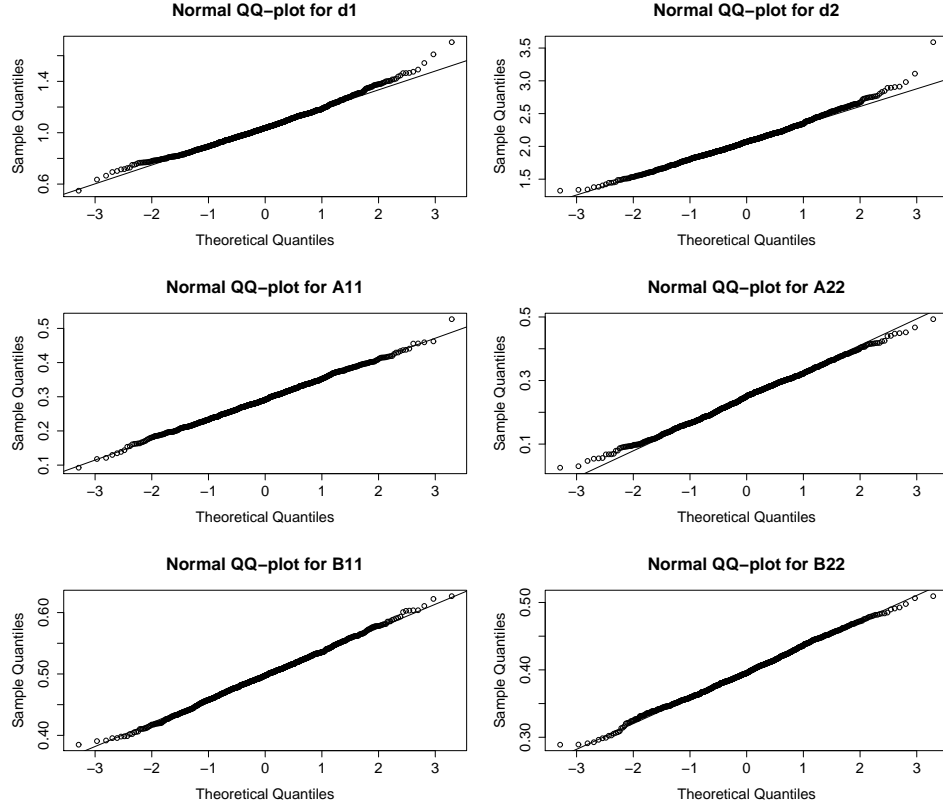 Normal QQ−plot for d1
Sample Quantiles
0.6 1.0 1.4
−3 −2 −1 0 1 2 3
Theoretical Quantiles
Normal QQ−plot for d2
Sample Quantiles
1.5 2.0 2.5 3.0 3.5
−3 −2 −1 0 1 2 3
Theoretical Quantiles
Normal QQ−plot for A11
Sample Quantiles
0.1 0.2 0.3 0.4 0.5
−3 −2 −1 0 1 2 3
Theoretical Quantiles
Normal QQ−plot for A22
Sample Quantiles
0.1 0.3 0.5
−3 −2 −1 0 1 2 3
Theoretical Quantiles
Normal QQ−plot for B11
Sample Quantiles
0.40 0.50 0.60
−3 −2 −1 0 1 2 3
Theoretical Quantiles
Normal QQ−plot for B22
Sample Quantiles
0.30 0.40 0.50
−3 −2 −1 0 1 2 3
Theoretical Quantiles